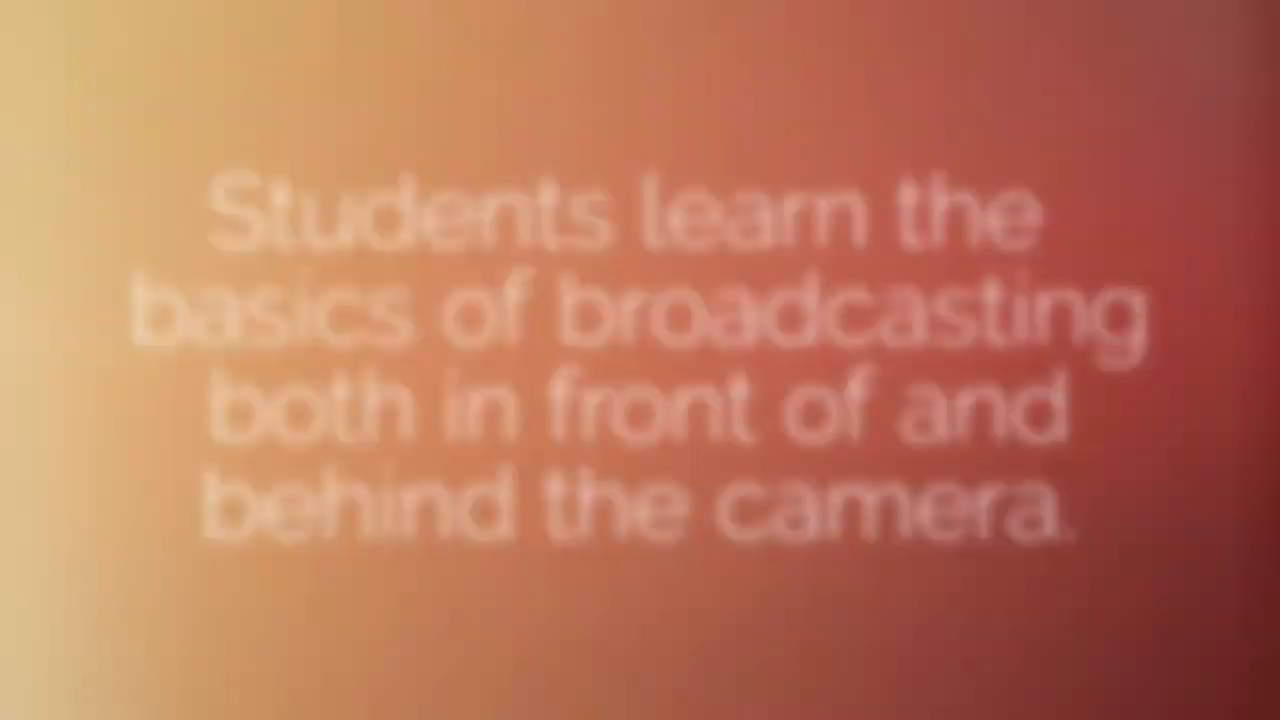 Students learn the
basics of broadcasting
both in front of and
behind the camera.